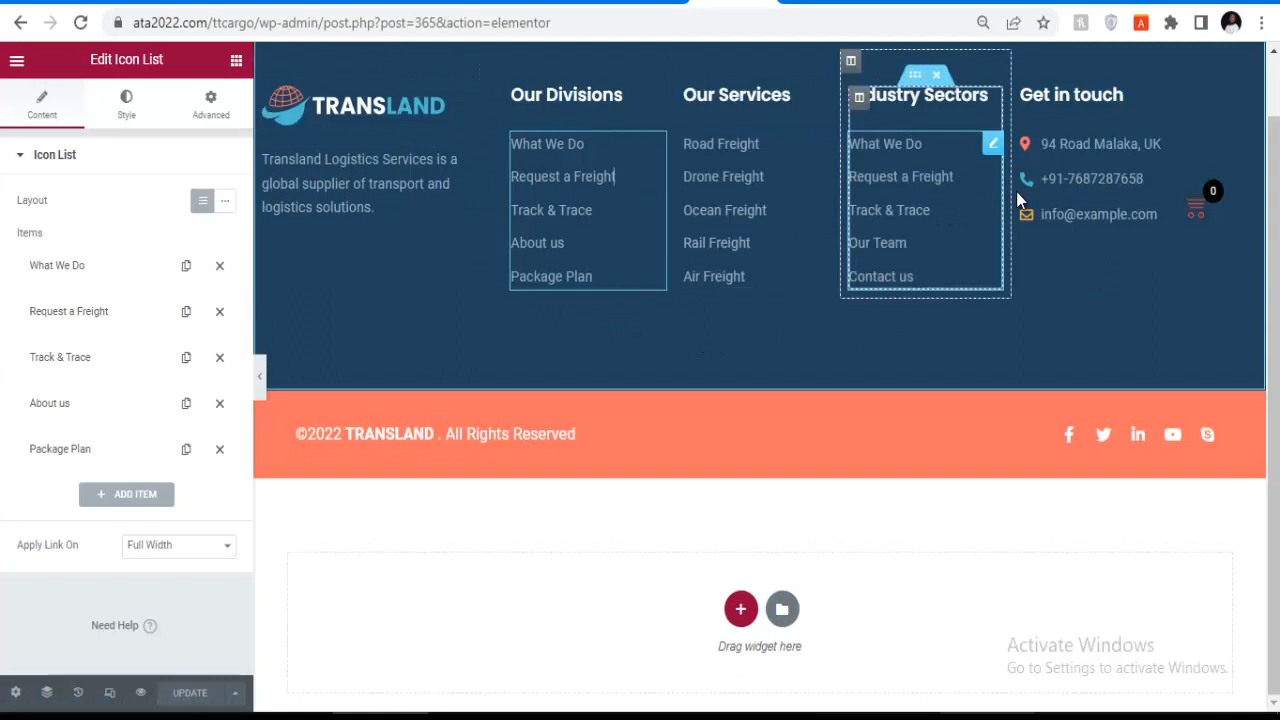 ata2022.com/ttcargo/wp-admin/post.php?post=365&action=elementor
Edit Icon List
Content
Style
Advanced
Icon List
Layout
Items
What We Do
Request a Freight
Track & Trace
About us
Package Plan
+ ADD ITEM
Apply Link On
Full Width
Need Help ?
UPDATE
TRANSLAND
Transland Logistics Services is a
global supplier of transport and
logistics solutions.
Our Divisions
What We Do
Request a Freight
Track & Trace
About us
Package Plan
Our Services
Road Freight
Drone Freight
Ocean Freight
Rail Freight
Air Freight
dustry Sectors
What We Do
Request a Freight
Track & Trace
Our Team
Contact us
Get in touch
94 Road Malaka, UK
+91-7687287658
info@example.com
0
©2022 TRANSLAND . All Rights Reserved
Drag widget here
Activate Windows
Go to Settings to activate Windows.